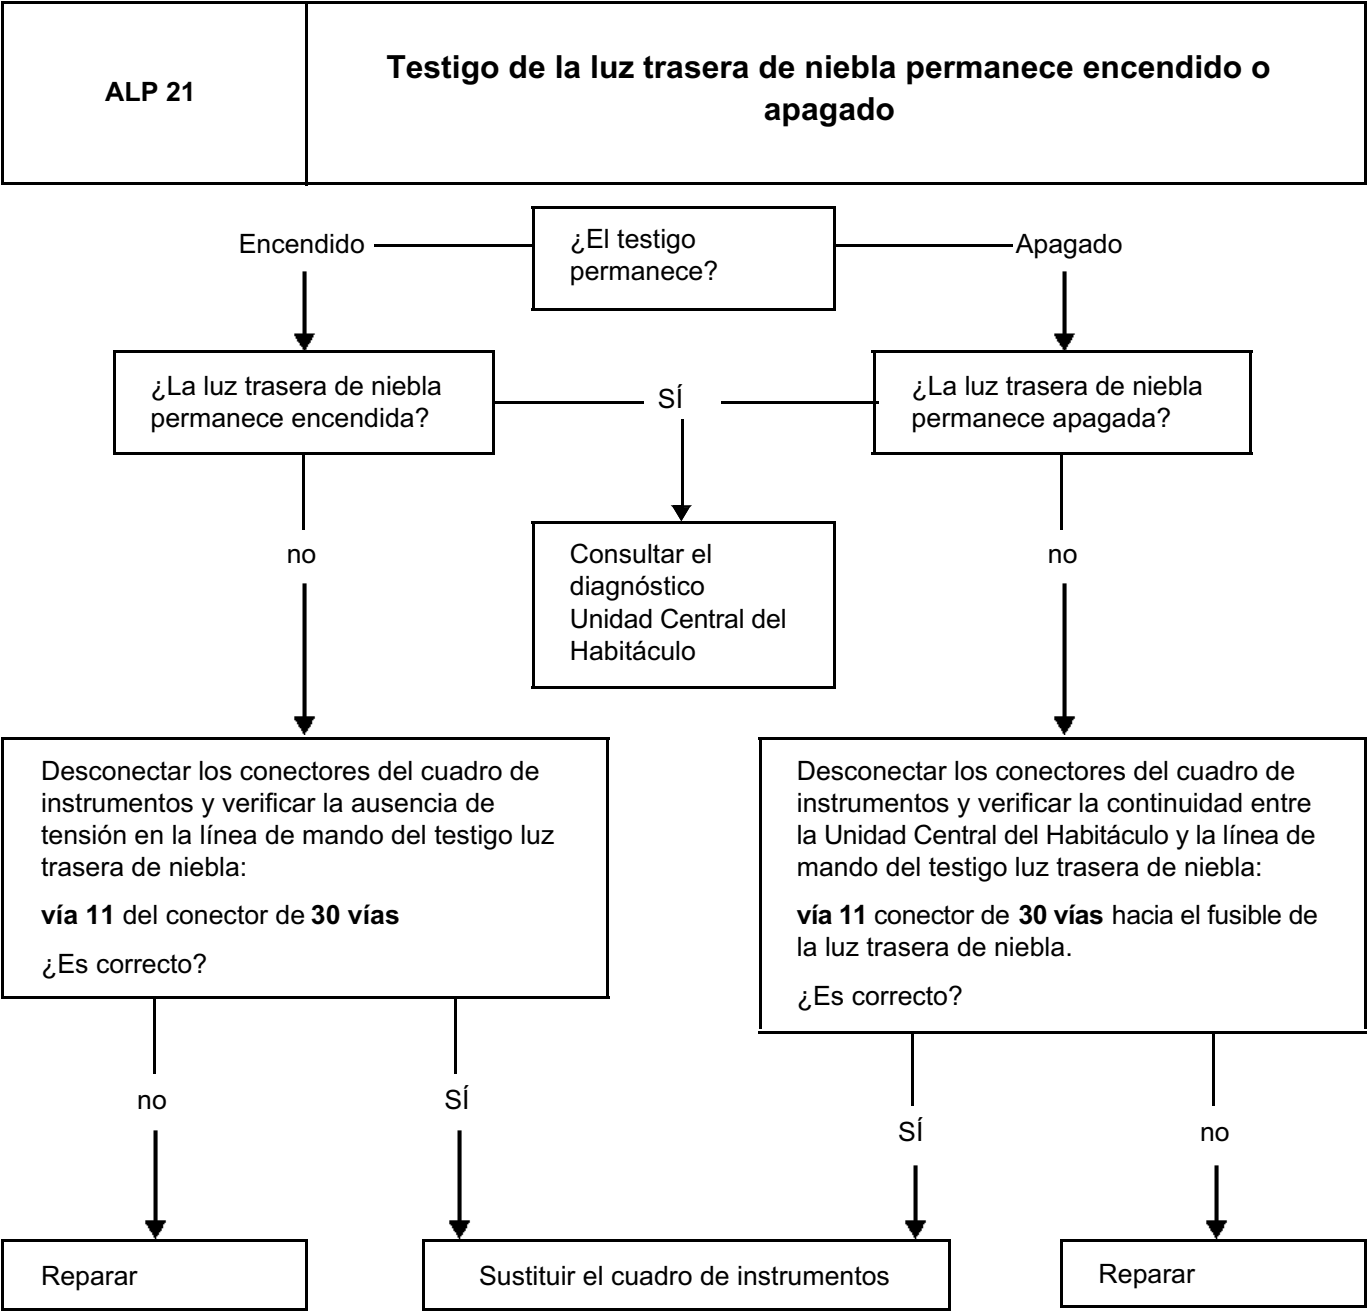 ALP 21
Testigo de la luz trasera de niebla permanece encendido o
apagado
Encendido
¿El testigo
permanece?
Apagado
¿La luz trasera de niebla
permanece encendida?
SÍ
¿La luz trasera de niebla
permanece apagada?
no
Consultar el
diagnóstico
Unidad Central del
Habitáculo
no
Desconectar los conectores del cuadro de
instrumentos y verificar la ausencia de
tensión en la línea de mando del testigo luz
trasera de niebla:
vía 11 del conector de 30 vías
¿Es correcto?
Desconectar los conectores del cuadro de
instrumentos y verificar la continuidad entre
la Unidad Central del Habitáculo y la línea de
mando del testigo luz trasera de niebla:
vía 11 conector de 30 vías hacia el fusible de
la luz trasera de niebla.
¿Es correcto?
no
SÍ
SÍ
no
Reparar
Sustituir el cuadro de instrumentos
Reparar